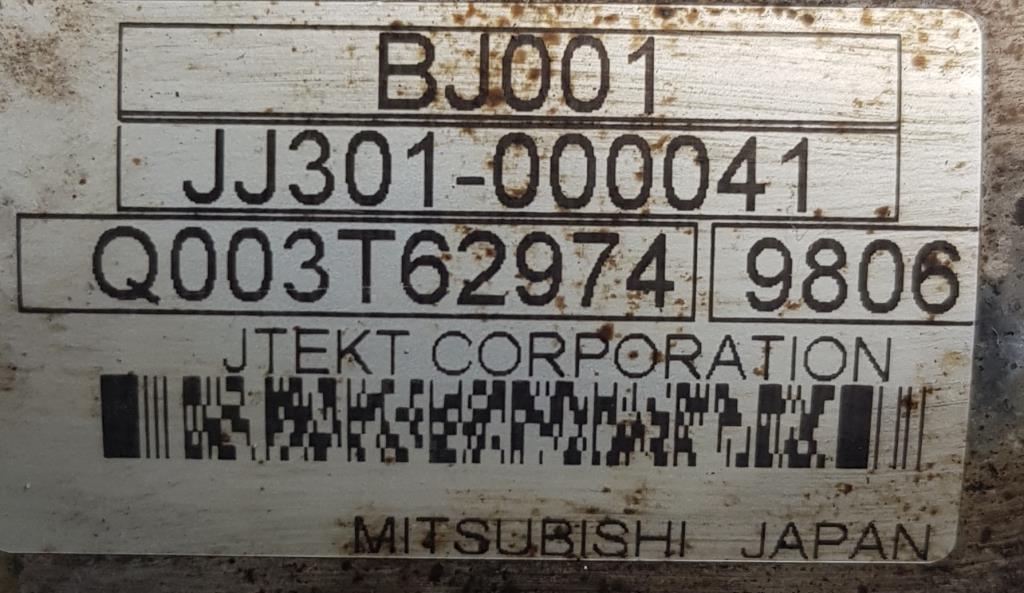 BJ001
JJ301-000041
Q003T62974 9806
JTEKT CORPORATION
MITSUBISHI JAPAN